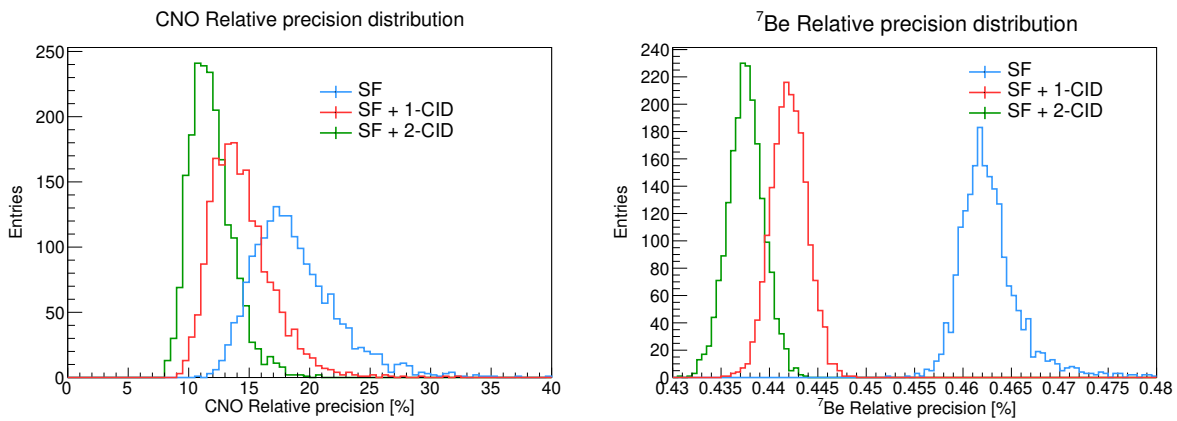 CNO Relative precision distribution
250
200
150
100
50
0
Entries
SF
SF + 1-CID
SF + 2-CID
0 5 10 15 20 25 30 35 40
CNO Relative precision [%]
⁷Be Relative precision distribution
240
220
200
180
160
140
120
100
80
60
40
20
0
Entries
SF
SF + 1-CID
SF + 2-CID
0.43 0.435 0.44 0.445 0.45 0.455 0.46 0.465 0.47 0.475 0.48
⁷Be Relative precision [%]